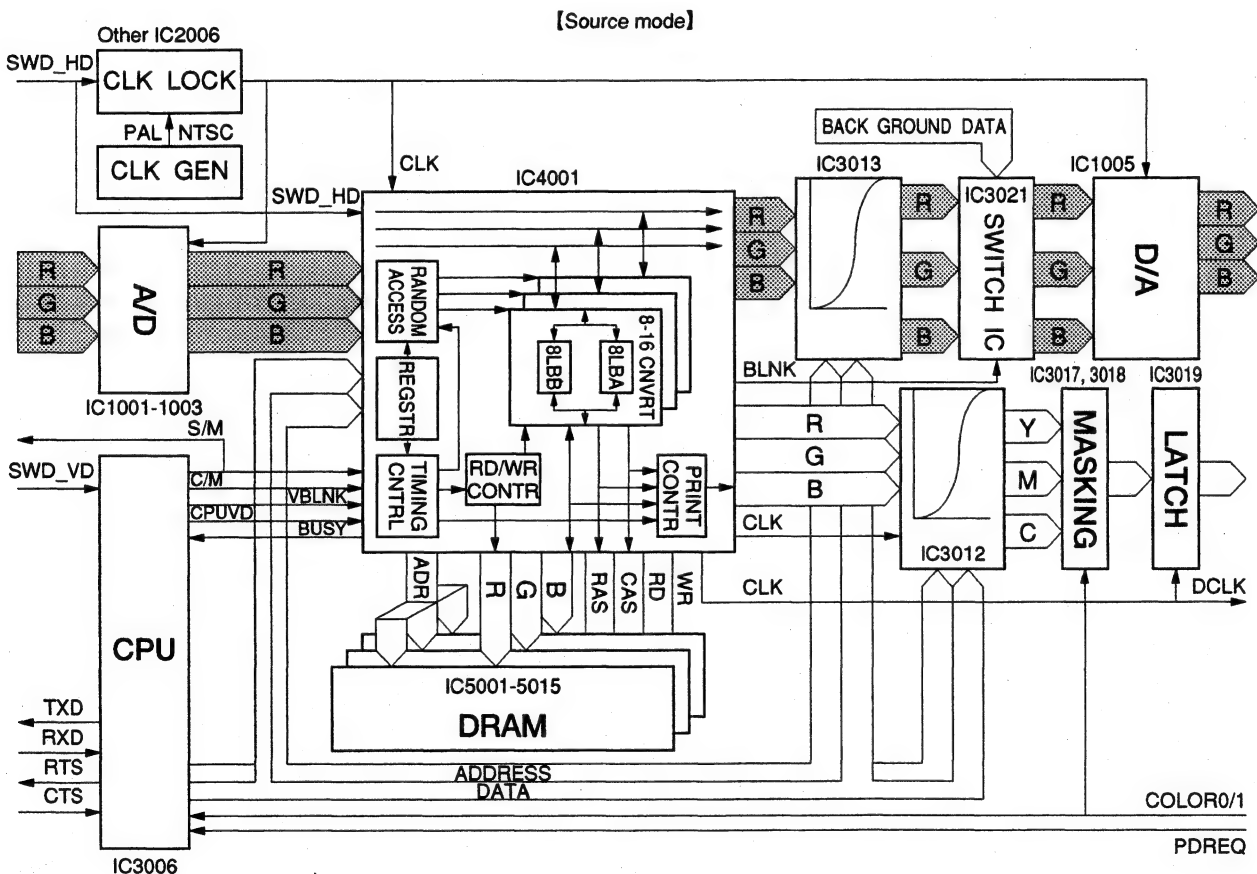 【Source mode】
Other IC2006
SWD_HD
CLK LOCK
PAL NTSC
CLK GEN
CLK
BACK GROUND DATA
IC3013
IC1005
IC4001
SWD_HD
IC3021
SWITCH IC
R
G
B
A/D
R
G
B
R
G
B
R
G
B
R
G
B
D/A
R
G
B
RANDOM
ACCESS
REGSTR
TIMING
CNTRL
8LBB
8LBA
8-16 CNVRT
RD/WR
CONTR
PRINT
CONTR
IC1001-1003
BLNK
IC3017, 3018
IC3019
S/M
SWD_VD
C/M
VBLNK
CPUVD
BUSY
R
G
B
CLK
Y
M
C
MASKING
LATCH
IC3012
ADR
R
G
B
RAS
CAS
RD
WR
CLK
DCLK
CPU
IC5001-5015
DRAM
TXD
RXD
RTS
CTS
ADDRESS
DATA
COLOR0/1
PDREQ
IC3006